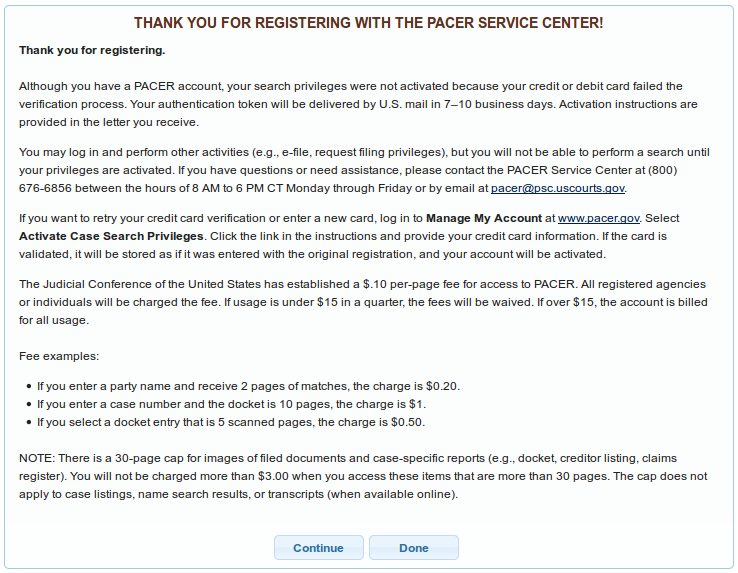 THANK YOU FOR REGISTERING WITH THE PACER SERVICE CENTER!
Thank you for registering.
Although you have a PACER account, your search privileges were not activated because your credit or debit card failed the
verification process. Your authentication token will be delivered by U.S. mail in 7–10 business days. Activation instructions are
provided in the letter you receive.
You may log in and perform other activities (e.g., e-file, request filing privileges), but you will not be able to perform a search until
your privileges are activated. If you have questions or need assistance, please contact the PACER Service Center at (800)
676-6856 between the hours of 8 AM to 6 PM CT Monday through Friday or by email at pacer@psc.uscourts.gov.
If you want to retry your credit card verification or enter a new card, log in to Manage My Account at www.pacer.gov. Select
Activate Case Search Privileges. Click the link in the instructions and provide your credit card information. If the card is
validated, it will be stored as if it was entered with the original registration, and your account will be activated.
The Judicial Conference of the United States has established a $.10 per-page fee for access to PACER. All registered agencies
or individuals will be charged the fee. If usage is under $15 in a quarter, the fees will be waived. If over $15, the account is billed
for all usage.
Fee examples:
• If you enter a party name and receive 2 pages of matches, the charge is $0.20.
• If you enter a case number and the docket is 10 pages, the charge is $1.
• If you select a docket entry that is 5 scanned pages, the charge is $0.50.
NOTE: There is a 30-page cap for images of filed documents and case-specific reports (e.g., docket, creditor listing, claims
register). You will not be charged more than $3.00 when you access these items that are more than 30 pages. The cap does not
apply to case listings, name search results, or transcripts (when available online).
Continue Done